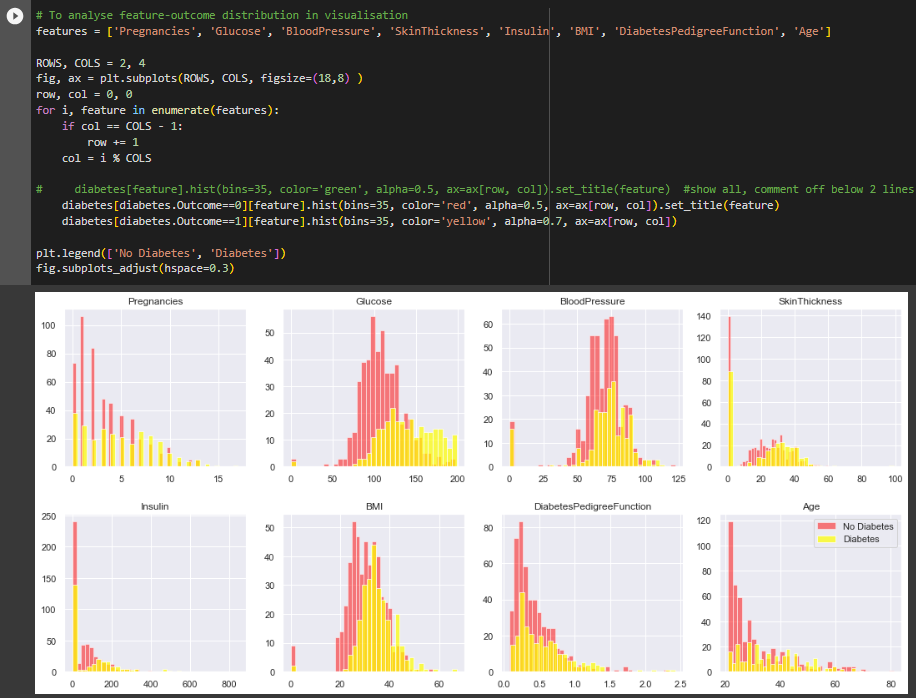 # To analyse feature-outcome distribution in visualisation
features = ['Pregnancies', 'Glucose', 'BloodPressure', 'SkinThickness', 'Insulin', 'BMI', 'DiabetesPedigreeFunction', 'Age']
ROWS, COLS = 2, 4
fig, ax = plt.subplots(ROWS, COLS, figsize=(18,8) )
row, col = 0, 0
for i, feature in enumerate(features):
    if col == COLS - 1:
        row += 1
    col = i % COLS
#     diabetes[feature].hist(bins=35, color='green', alpha=0.5, ax=ax[row, col]).set_title(feature)  #show all, comment off below 2 lines
    diabetes[diabetes.Outcome==0][feature].hist(bins=35, color='red', alpha=0.5, ax=ax[row, col]).set_title(feature)
    diabetes[diabetes.Outcome==1][feature].hist(bins=35, color='yellow', alpha=0.7, ax=ax[row, col])
plt.legend(['No Diabetes', 'Diabetes'])
fig.subplots_adjust(hspace=0.3)
Pregnancies
100
80
60
40
20
0
0 5 10 15
Glucose
50
40
30
20
10
0
0 50 100 150 200
BloodPressure
60
50
40
30
20
10
0
0 25 50 75 100 125
SkinThickness
140
120
100
80
60
40
20
0
0 20 40 60 80 100
Insulin
250
200
150
100
50
0
0 200 400 600 800
BMI
50
40
30
20
10
0
0 20 40 60
DiabetesPedigreeFunction
80
60
40
20
0
0.0 0.5 1.0 1.5 2.0 2.5
Age
No Diabetes
Diabetes
120
100
80
60
40
20
0
20 40 60 80